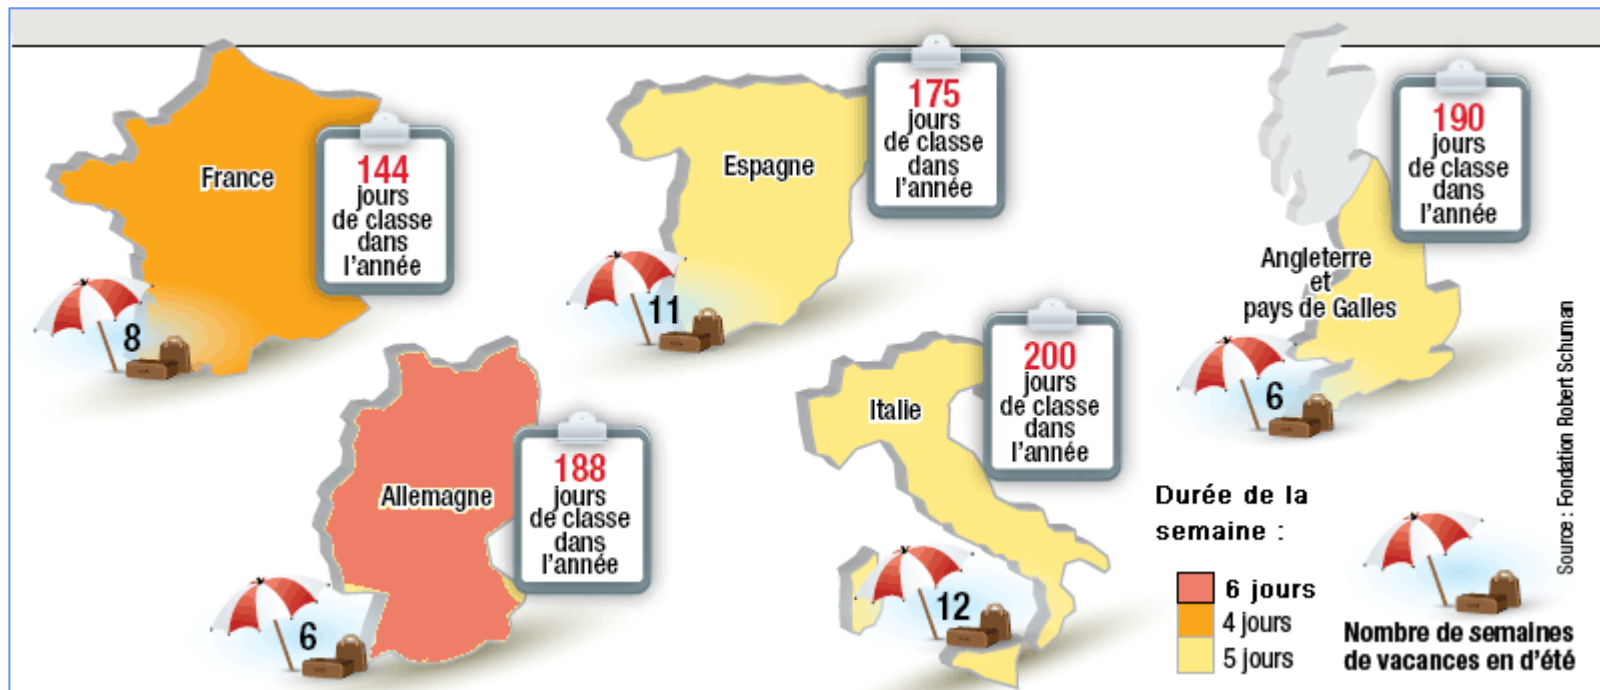 France
144
jours
de classe
dans
l'année
8
Espagne
175
jours
de classe
dans
l'année
11
Angleterre
et
pays de Galles
190
jours
de classe
dans
l'année
6
Allemagne
188
jours
de classe
dans
l'année
6
Italie
200
jours
de classe
dans
l'année
12
Durée de la
semaine :
6 jours
4 jours
5 jours
Nombre de semaines
de vacances en d'été
Source : Fondation Robert Schuman